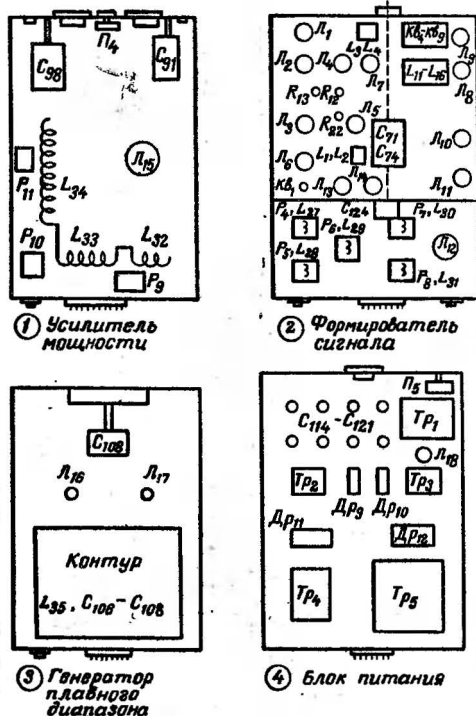 П4
C98
C91
Л15
P11
L34
P10
L33
L32
P9
① Усилитель
мощности
Л1
L3 L4
Кв4-Кв9
Л9
Л2
Л4
Л7
L11-L16
Л8
R13
R12
Л3
R22
Л5
C71
C74
Л10
Л6
L1, L2
Кв1
Л13
Л14
Л11
P4, L27
C124
P7, L30
P6, L29
Л12
P5, L28
P8, L31
② Формирователь
сигнала
C108
Л16
Л17
Контур
L35, C106-C108
③ Генератор
плавного
диапазона
П5
C114-C121
Тр1
Л18
Тр2
Др9
Др10
Тр3
Др11
Др12
Тр4
Тр5
④ Блок питания